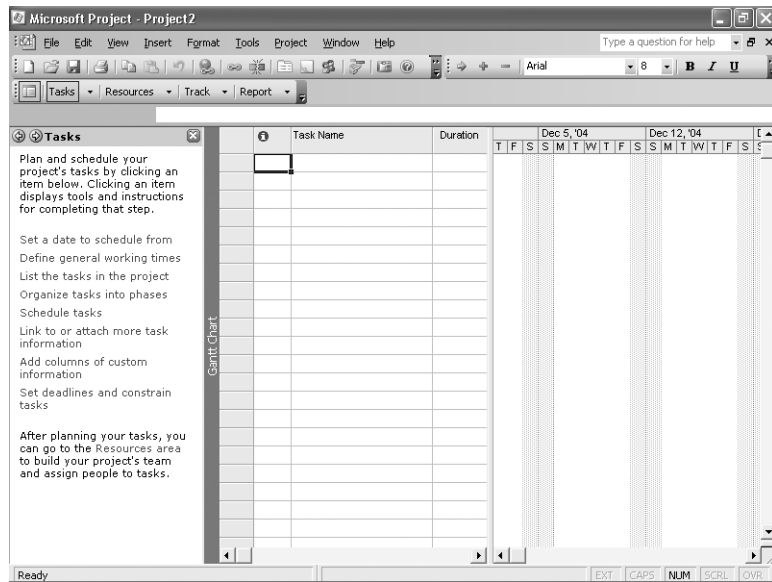 Microsoft Project - Project2
File Edit View Insert Format Tools Project Window Help Type a question for help
Arial 8 B I U
Tasks Resources Track Report
Tasks
Task Name Duration Dec 5, '04 Dec 12, '04
T F S S M T W T F S S M T W T F S S
Plan and schedule your
project's tasks by clicking an
item below. Clicking an item
displays tools and instructions
for completing that step.
Set a date to schedule from
Define general working times
List the tasks in the project
Organize tasks into phases
Schedule tasks
Link to or attach more task
information
Add columns of custom
information
Set deadlines and constrain
tasks
After planning your tasks, you
can go to the Resources area
to build your project's team
and assign people to tasks.
Gantt Chart
Ready EXT CAPS NUM SCRL OVR